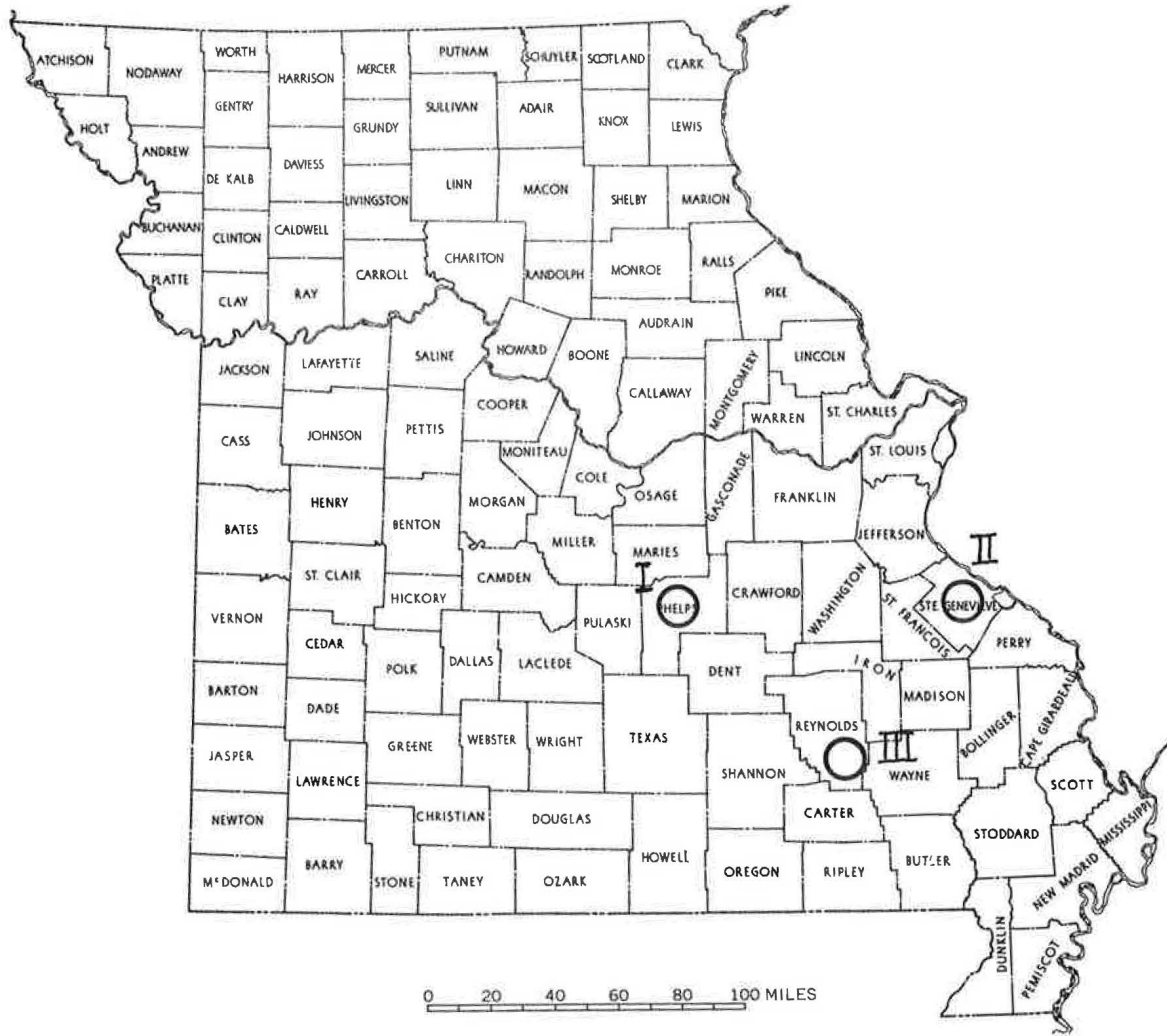 ATCHISON
NODAWAY
WORTH
HARRISON
MERCER
PUTNAM
SCHUYLER
SCOTLAND
CLARK
HOLT
GENTRY
SULLIVAN
ADAIR
KNOX
LEWIS
ANDREW
DE KALB
DAVIESS
GRUNDY
LINN
MACON
SHELBY
MARION
BUCHANAN
CLINTON
CALDWELL
LIVINGSTON
CHARITON
RANDOLPH
MONROE
RALLS
PLATTE
CLAY
RAY
CARROLL
PIKE
AUDRAIN
JACKSON
LAFAYETTE
SALINE
HOWARD
BOONE
CALLAWAY
MONTGOMERY
LINCOLN
COOPER
WARREN
ST. CHARLES
CASS
JOHNSON
PETTIS
MONITEAU
COLE
ST. LOUIS
BATES
HENRY
BENTON
MORGAN
OSAGE
GASCONADE
FRANKLIN
MILLER
MARIES
JEFFERSON
II
VERNON
ST. CLAIR
HICKORY
CAMDEN
I
PULASKI
PHELPS
CRAWFORD
WASHINGTON
ST. FRANCOIS
STE. GENEVIEVE
PERRY
CEDAR
POLK
DALLAS
LACLEDE
DENT
IRON
MADISON
BARTON
DADE
BOLLINGER
CAPE GIRARDEAU
JASPER
GREENE
WEBSTER
WRIGHT
TEXAS
REYNOLDS
III
SHANNON
WAYNE
SCOTT
MISSISSIPPI
LAWRENCE
NEWTON
CHRISTIAN
DOUGLAS
CARTER
STODDARD
BARRY
HOWELL
OREGON
RIPLEY
BUTLER
NEW MADRID
McDONALD
STONE
TANEY
OZARK
DUNKLIN
PEMISCOT
0 20 40 60 80 100 MILES